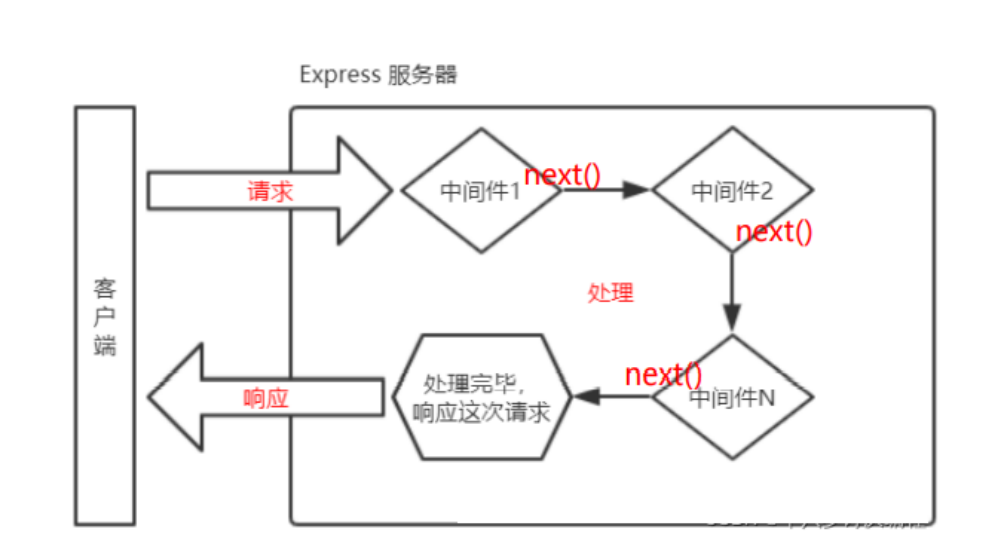 Express 服务器
请求
中间件1
next()
中间件2
next()
处理
客
户
端
next()
中间件N
处理完毕，
响应这次请求
响应